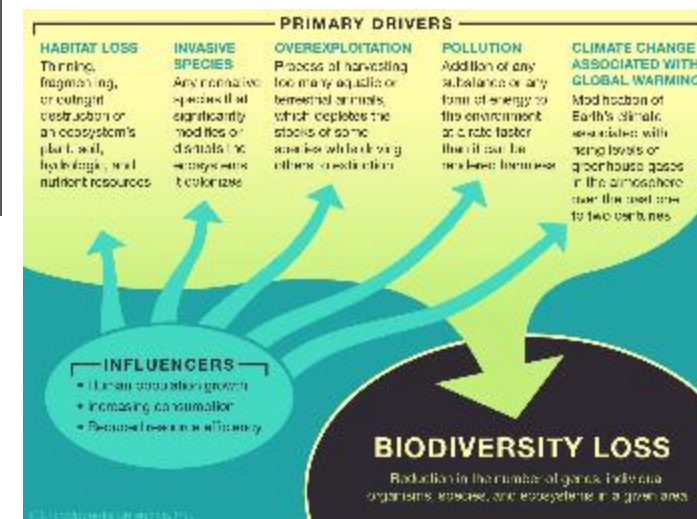 PRIMARY DRIVERS
HABITAT LOSS
Thinning,
fragmenting,
or outright
destruction of
an ecosystem's
plant, soil,
hydrologic, and
nutrient resources
INVASIVE
SPECIES
Any nonnative
species that
significantly
modifies or
disrupts the
ecosystems
it colonizes
OVEREXPLOITATION
Process of harvesting
too many aquatic or
terrestrial animals,
which depletes the
stocks of some
species while driving
others to extinction
POLLUTION
Addition of any
substance or any
form of energy to
the environment
at a rate faster
than it can be
rendered harmless
CLIMATE CHANGE
ASSOCIATED WITH
GLOBAL WARMING
Modification of
Earth's climate
associated with
rising levels of
greenhouse gases
in the atmosphere
over the past one
to two centuries
INFLUENCERS
• Human population growth
• Increasing consumption
• Reduced resource efficiency
BIODIVERSITY LOSS
Reduction in the number of genes, individual
organisms, species, and ecosystems in a given area